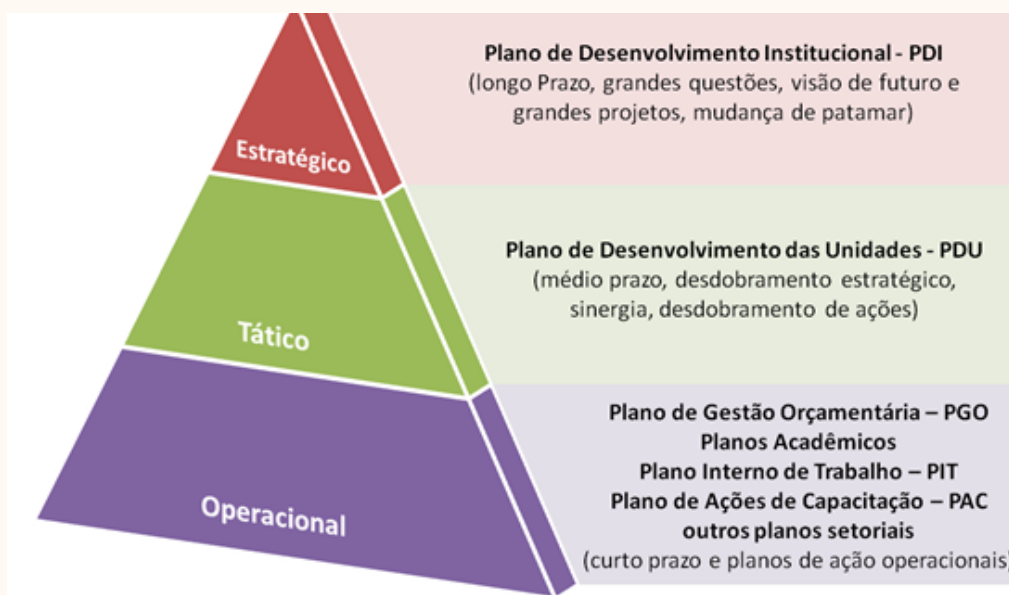 Plano de Desenvolvimento Institucional - PDI
(longo Prazo, grandes questões, visão de futuro e
grandes projetos, mudança de patamar)
Estratégico
Plano de Desenvolvimento das Unidades - PDU
(médio prazo, desdobramento estratégico,
sinergia, desdobramento de ações)
Tático
Plano de Gestão Orçamentária – PGO
Planos Acadêmicos
Plano Interno de Trabalho – PIT
Plano de Ações de Capacitação – PAC
outros planos setoriais
(curto prazo e planos de ação operacionais)
Operacional